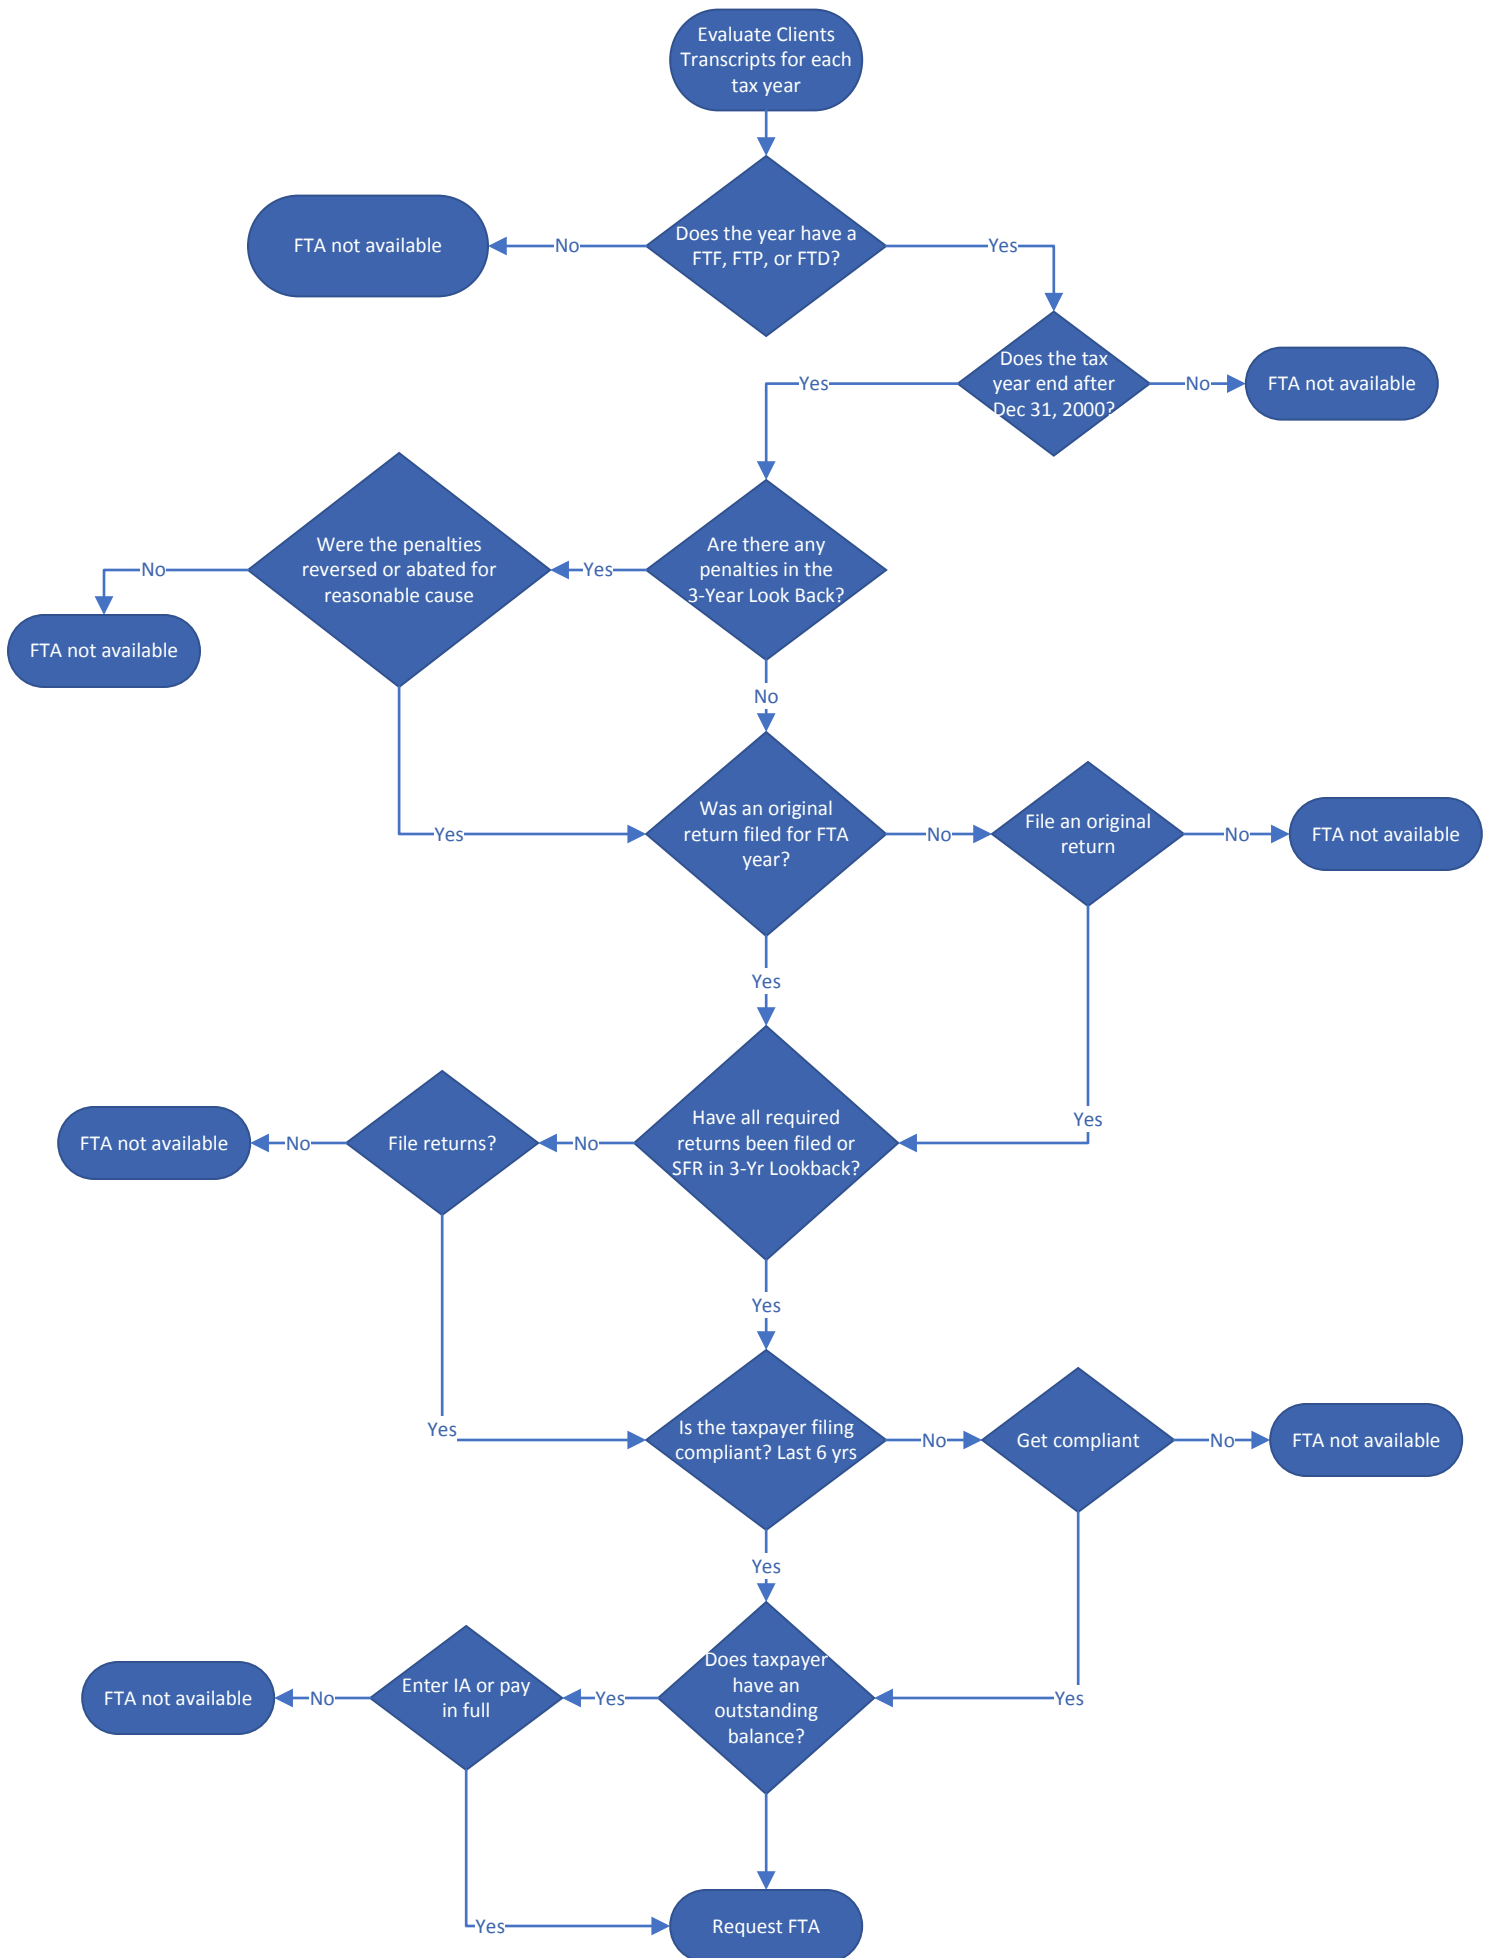 Evaluate Clients
Transcripts for each
tax year
Does the year have a
FTF, FTP, or FTD?
No
FTA not available
Yes
Does the tax
year end after
Dec 31, 2000?
No
FTA not available
Yes
Are there any
penalties in the
3-Year Look Back?
Yes
Were the penalties
reversed or abated for
reasonable cause
No
FTA not available
No
Yes
Was an original
return filed for FTA
year?
No
File an original
return
No
FTA not available
Yes
Yes
Have all required
returns been filed or
SFR in 3-Yr Lookback?
No
File returns?
No
FTA not available
Yes
Yes
Is the taxpayer filing
compliant? Last 6 yrs
No
Get compliant
No
FTA not available
Yes
Yes
Does taxpayer
have an
outstanding
balance?
Yes
Enter IA or pay
in full
No
FTA not available
Yes
Request FTA